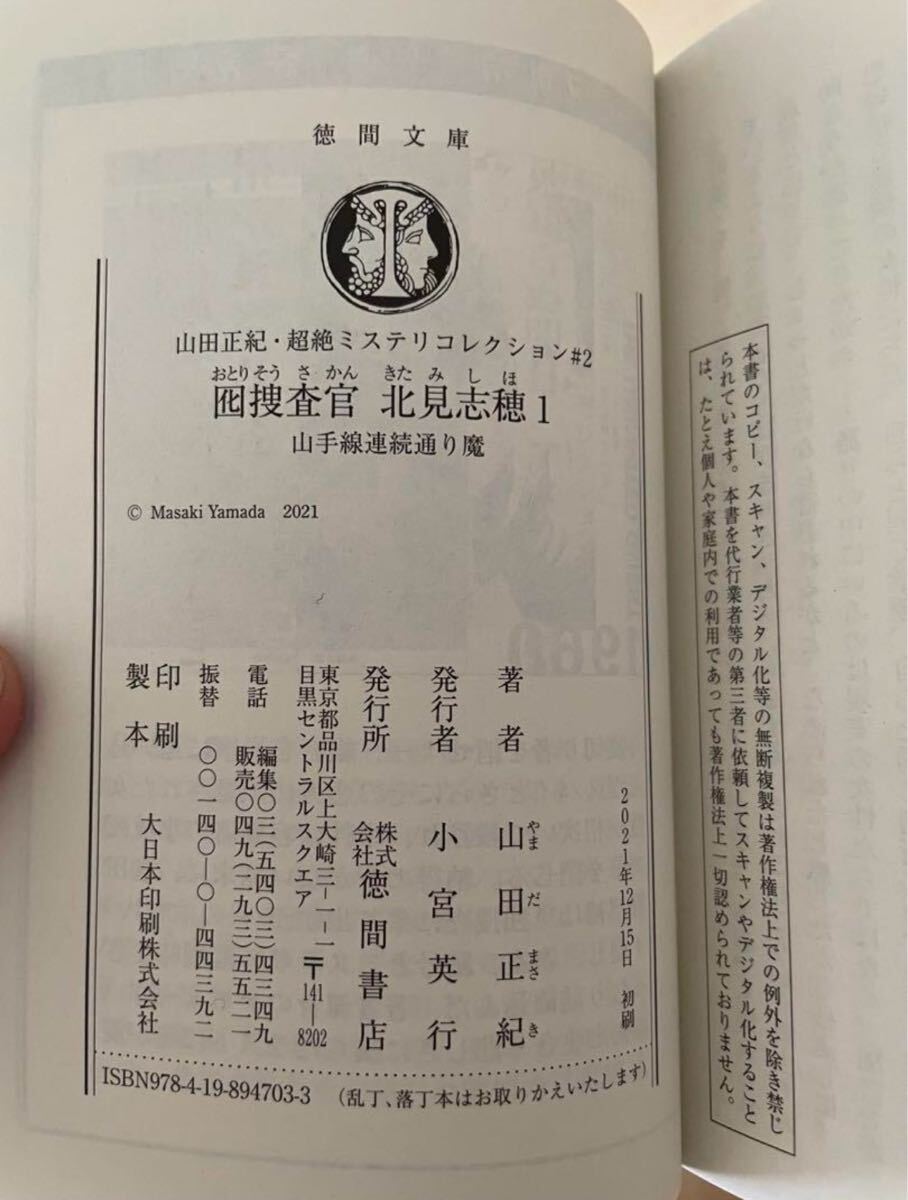 徳間文庫
山田正紀・超絶ミステリコレクション#2
おとりそうさかん きたみしほ
囮捜査官 北見志穂1
山手線連続通り魔
© Masaki Yamada 2021
2021年12月15日 初刷
著者 山田正紀
やまだまさき
発行者 小宮英行
発行所 株式会社徳間書店
東京都品川区上大崎三-一-一
目黒セントラルスクエア 〒141-8202
電話 編集〇三(五四〇三)四三四九
販売〇四九(二九三)五五二一
振替 〇〇一四〇-〇-四四三九二
印刷
製本 大日本印刷株式会社
ISBN978-4-19-894703-3 (乱丁、落丁本はお取りかえいたします)
本書のコピー、スキャン、デジタル化等の無断複製は著作権法上での例外を除き禁じ
られています。本書を代行業者等の第三者に依頼してスキャンやデジタル化すること
は、たとえ個人や家庭内での利用であっても著作権法上一切認められておりません。